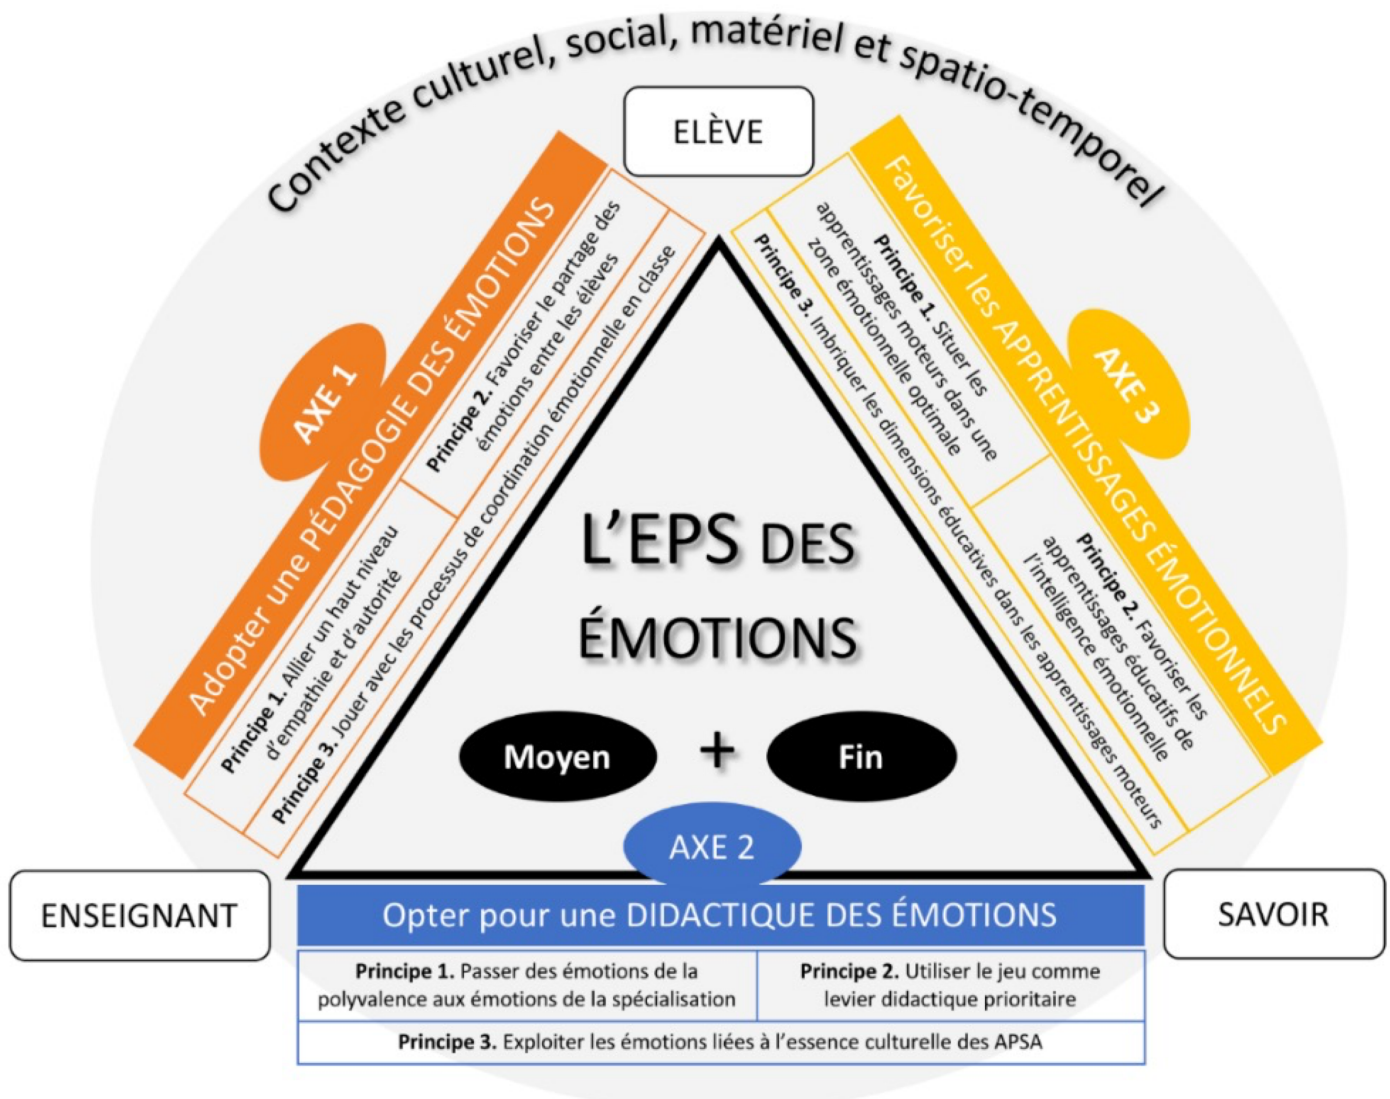 Contexte culturel, social, matériel et spatio-temporel
ELÈVE
AXE 1
Adopter une PÉDAGOGIE DES ÉMOTIONS
Principe 1. Allier un haut niveau
d'empathie et d'autorité
Principe 2. Favoriser le partage des
émotions entre les élèves
Principe 3. Jouer avec les processus de coordination émotionnelle en classe
AXE 3
Favoriser les APPRENTISSAGES ÉMOTIONNELS
Principe 1. Situer les
apprentissages moteurs dans une
zone émotionnelle optimale
Principe 2. Favoriser les
apprentissages éducatifs de
l'intelligence émotionnelle
Principe 3. Imbriquer les dimensions éducatives dans les apprentissages moteurs
L'EPS DES
ÉMOTIONS
Moyen + Fin
AXE 2
ENSEIGNANT
SAVOIR
Opter pour une DIDACTIQUE DES ÉMOTIONS
Principe 1. Passer des émotions de la
polyvalence aux émotions de la spécialisation
Principe 2. Utiliser le jeu comme
levier didactique prioritaire
Principe 3. Exploiter les émotions liées à l'essence culturelle des APSA